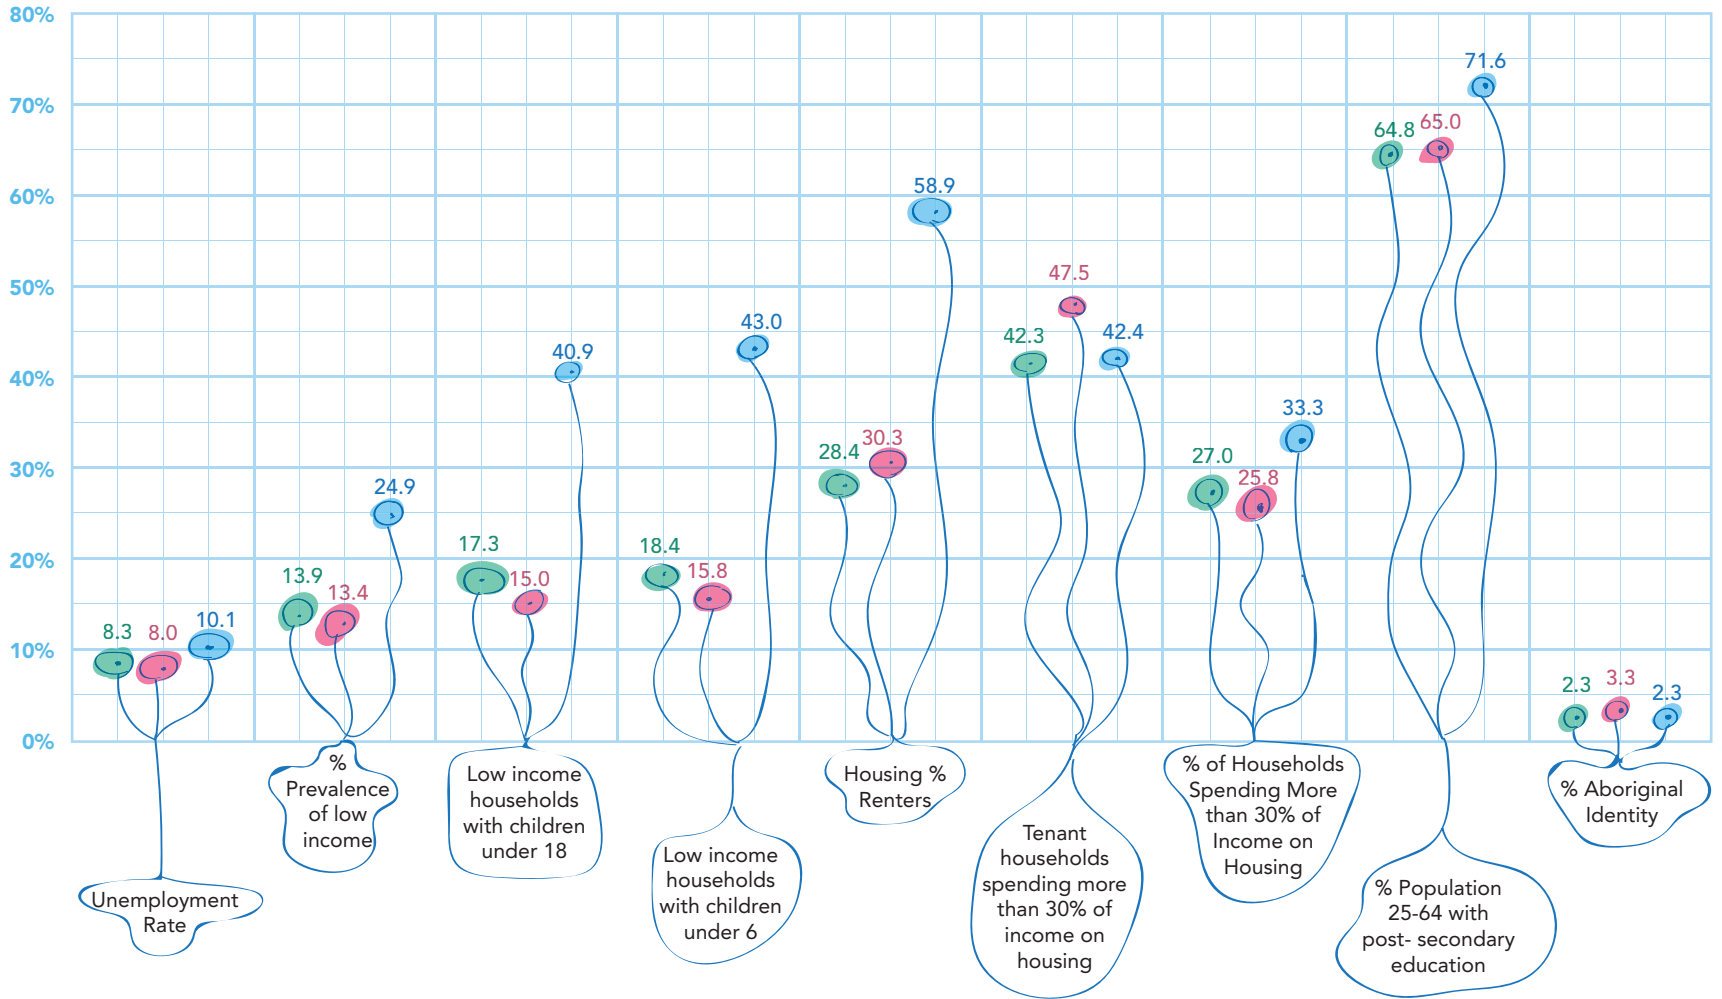 80%
70%
60%
50%
40%
30%
20%
10%
0%
8.3
8.0
10.1
13.9
13.4
24.9
17.3
15.0
40.9
18.4
15.8
43.0
28.4
30.3
58.9
42.3
47.5
42.4
27.0
25.8
33.3
64.8
65.0
71.6
2.3
3.3
2.3
Unemployment
Rate
%
Prevalence
of low
income
Low income
households
with children
under 18
Low income
households
with children
under 6
Housing %
Renters
Tenant
households
spending more
than 30% of
income on
housing
% of Households
Spending More
than 30% of
Income on
Housing
% Population
25-64 with
post- secondary
education
% Aboriginal
Identity